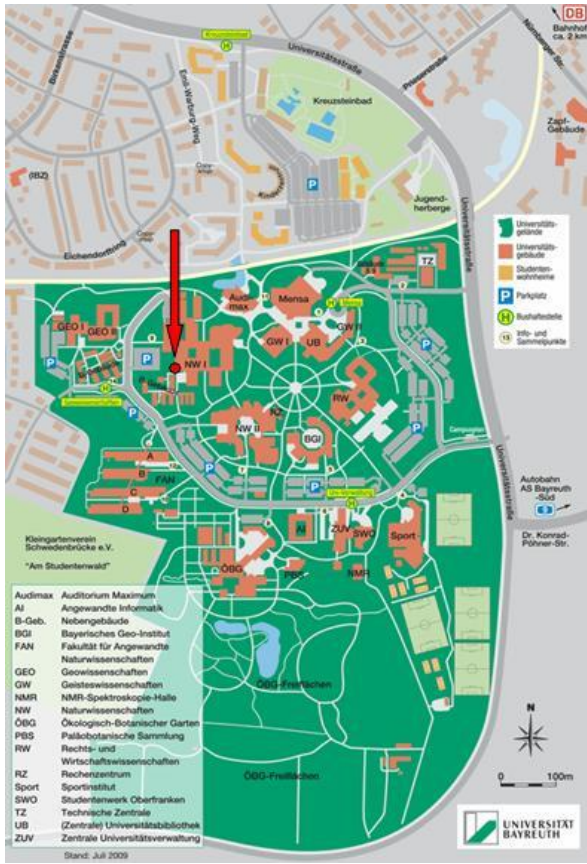 Kreuzsteinbad
H
DB
Bahnhof
ca. 2 km
Nürnberger Str.
Universitätsstraße
Birkenstrasse
Emil-Warburg-Weg
Prieserstraße
Kreuzsteinbad
Zapf-
Gebäude
(IBZ)
P
Jugend-
herberge
Universitätsstraße
Eichendorffring
Universitäts-
gelände
Universitäts-
gebäude
Studenten-
wohnheime
P Parkplatz
H Bushaltestelle
13 Info- und
Sammelpunkte
TZ
Audi-
max
Mensa
H Mensa
GW II
GW I
UB
GEO I
GEO II
P
NW I
P
P
H
RW
RZ
NW II
BGI
P
P
A
B
C
D
FAN
P
Uni-Verwaltung
H
Universitätsstraße
Autobahn
AS Bayreuth
-Süd
Dr. Konrad-
Pöhner-Str.
AI
ZUV
SWO
Sport
ÖBG
PBS
NMR
Kleingartenverein
Schwedenbrücke e.V.
"Am Studentenwald"
Audimax Auditorium Maximum
AI Angewandte Informatik
B-Geb. Nebengebäude
BGI Bayerisches Geo-Institut
FAN Fakultät für Angewandte
Naturwissenschaften
GEO Geowissenschaften
GW Geisteswissenschaften
NMR NMR-Spektroskopie-Halle
NW Naturwissenschaften
ÖBG Ökologisch-Botanischer Garten
PBS Paläobotanische Sammlung
RW Rechts- und
Wirtschaftswissenschaften
RZ Rechenzentrum
Sport Sportinstitut
SWO Studentenwerk Oberfranken
TZ Technische Zentrale
UB (Zentrale) Universitätsbibliothek
ZUV Zentrale Universitätsverwaltung
Stand: Juli 2009
ÖBG-Freiflächen
ÖBG-Freiflächen
N
0 100m
UNIVERSITÄT
BAYREUTH